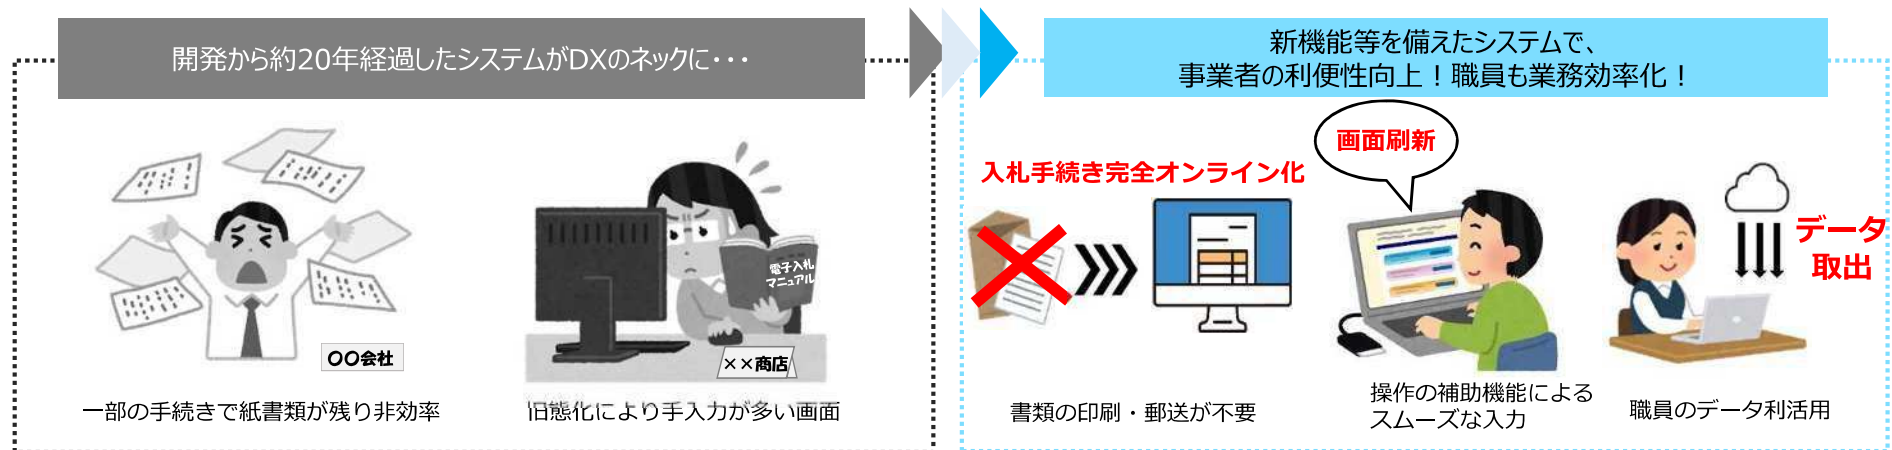 開発から約20年経過したシステムがDXのネックに・・・
電子入札
マニュアル
〇〇会社
××商店
一部の手続きで紙書類が残り非効率
旧態化により手入力が多い画面
新機能等を備えたシステムで、
事業者の利便性向上！職員も業務効率化！
画面刷新
入札手続き完全オンライン化
データ
取出
書類の印刷・郵送が不要
操作の補助機能による
スムーズな入力
職員のデータ利活用